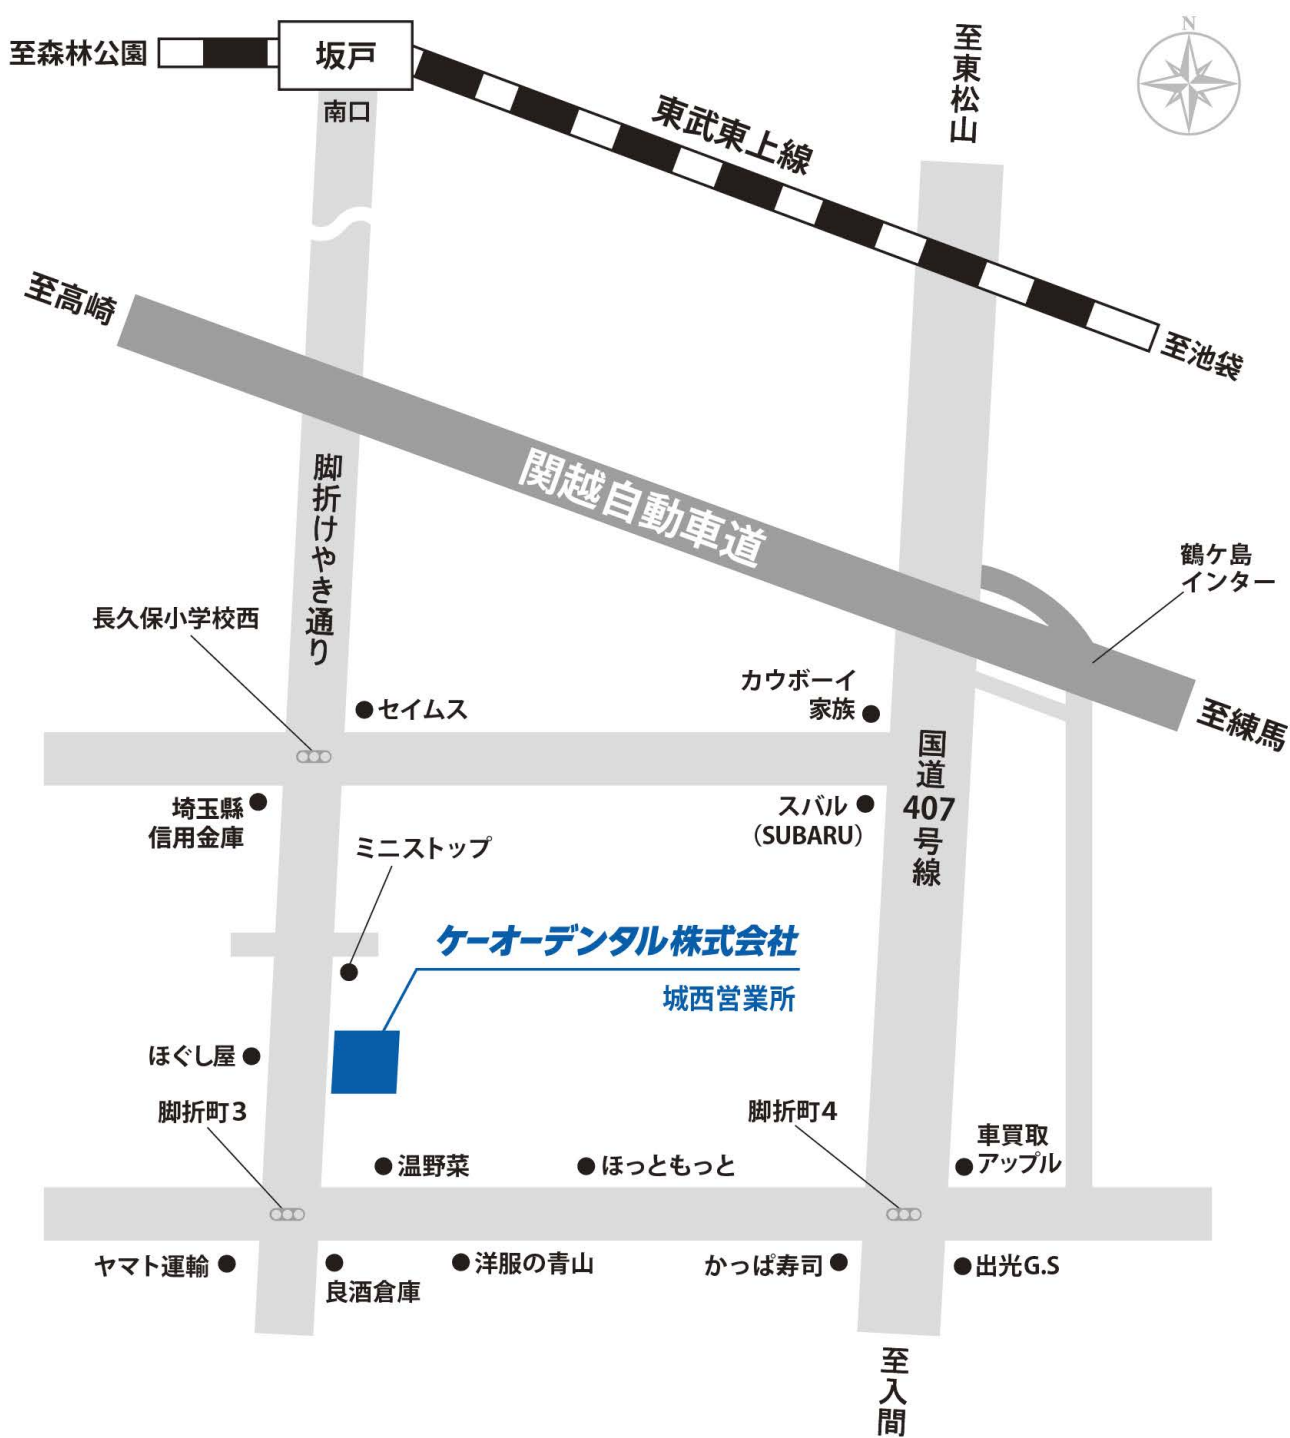 N
至森林公園
坂戸
南口
東武東上線
至東松山
至池袋
至高崎
関越自動車道
脚折けやき通り
鶴ケ島
インター
長久保小学校西
セイムス
カウボーイ
家族
至練馬
国道407号線
埼玉縣
信用金庫
スバル
（SUBARU）
ミニストップ
ケーオーデンタル株式会社
城西営業所
ほぐし屋
脚折町3
脚折町4
車買取
アップル
温野菜
ほっともっと
ヤマト運輸
良酒倉庫
洋服の青山
かっぱ寿司
出光G.S
至入間